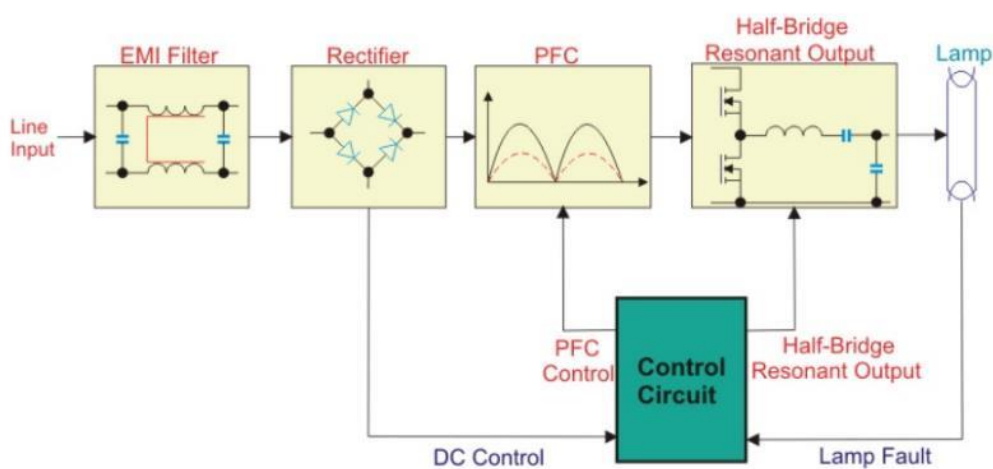 EMI Filter
Rectifier
PFC
Half-Bridge
Resonant Output
Lamp
Line
Input
PFC
Control
Control
Circuit
Half-Bridge
Resonant Output
DC Control
Lamp Fault